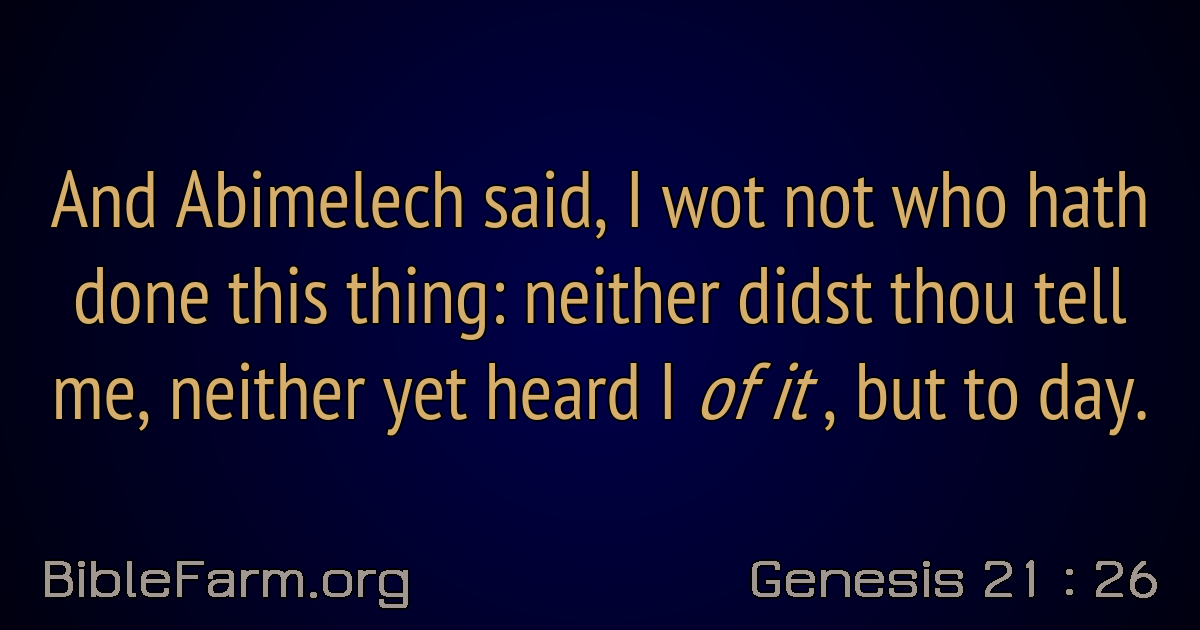 And Abimelech said, I wot not who hath
done this thing: neither didst thou tell
me, neither yet heard I of it , but to day.
BibleFarm.org
Genesis 21 : 26